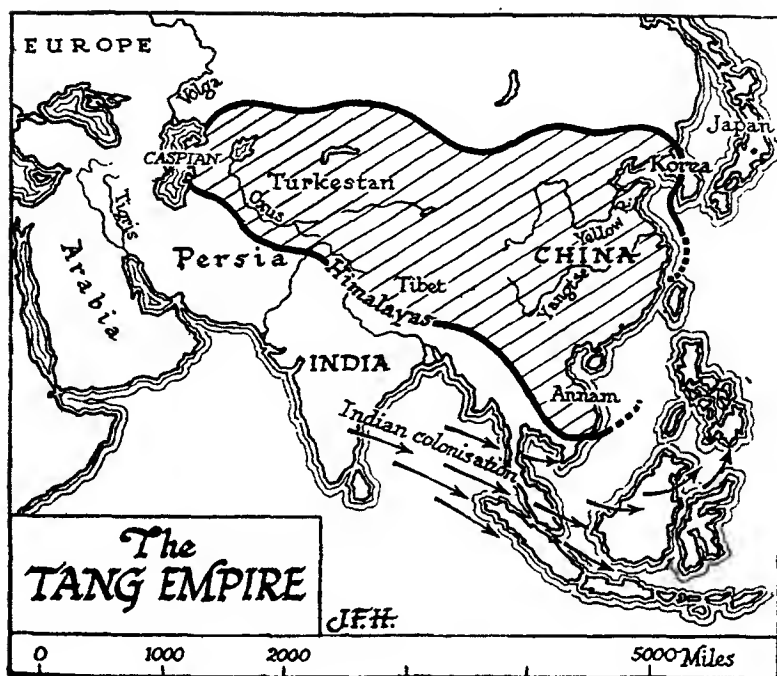 EUROPE
Volga
CASPIAN
Japan
Korea
Turkestan
Oxus
Tigris
Yellow
Persia
CHINA
Arabia
Tibet
Yangtse
Himalayas
INDIA
Annam
Indian colonisation
The
TANG EMPIRE
J.F.H.
0 1000 2000 5000 Miles